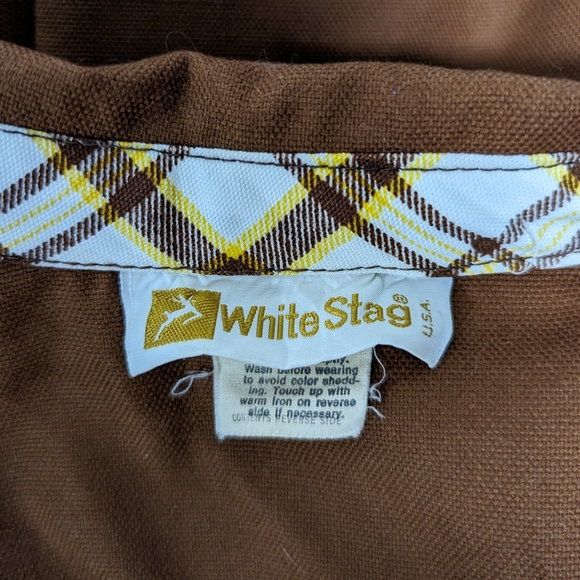 White Stag® U.S.A.
Wash before wearing
to avoid color shedd-
ing. Touch up with
warm iron on reverse
side if necessary.
CONTENTS REVERSE SIDE